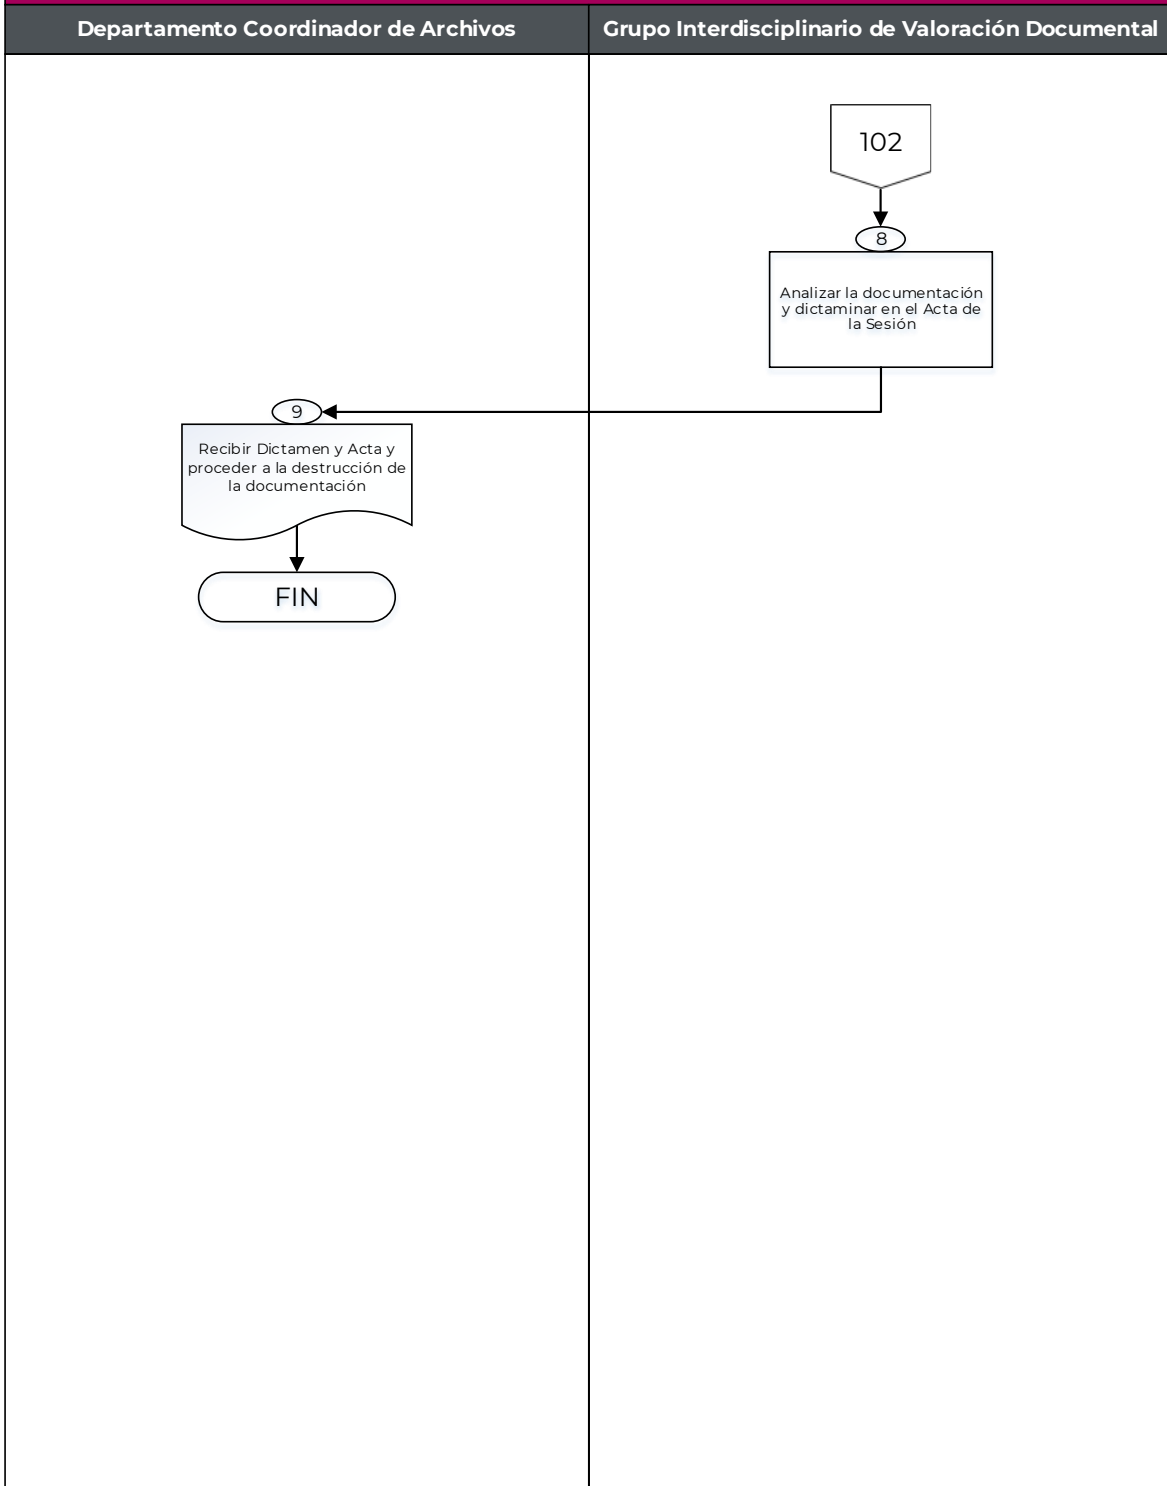 Departamento Coordinador de Archivos
Grupo Interdisciplinario de Valoración Documental
102
8
Analizar la documentación
y dictaminar en el Acta de
la Sesión
9
Recibir Dictamen y Acta y
proceder a la destrucción de
la documentación
FIN